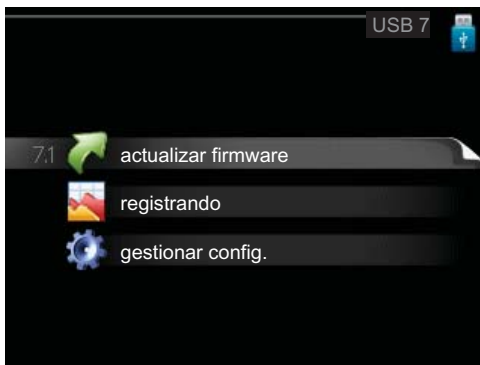 USB 7
7.1 actualizar firmware
registrando
gestionar config.